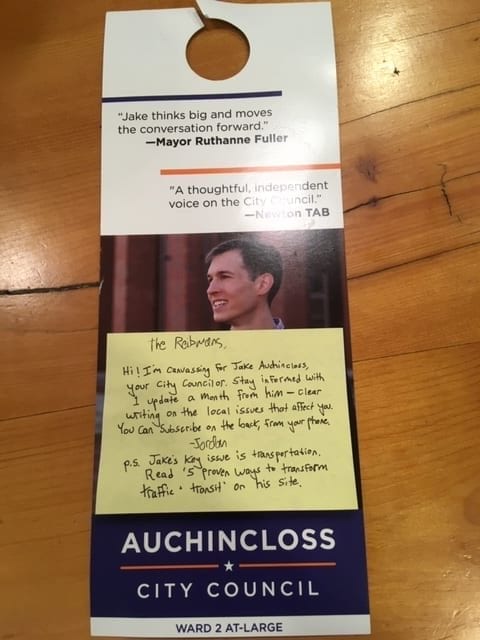 “Jake thinks big and moves
the conversation forward.”
—Mayor Ruthanne Fuller
"A thoughtful, independent
voice on the City Council."
—Newton TAB
The Reibmans,
Hi! I'm canvassing for Jake Auchincloss,
your City Councilor. Stay informed with
1 update a month from him – clear
writing on the local issues that affect you.
You can subscribe on the back, from your phone.
-Jordan
p.s. Jake's key issue is transportation.
Read '5 proven ways to transform
traffic & transit' on his site.
AUCHINCLOSS
CITY COUNCIL
WARD 2 AT-LARGE